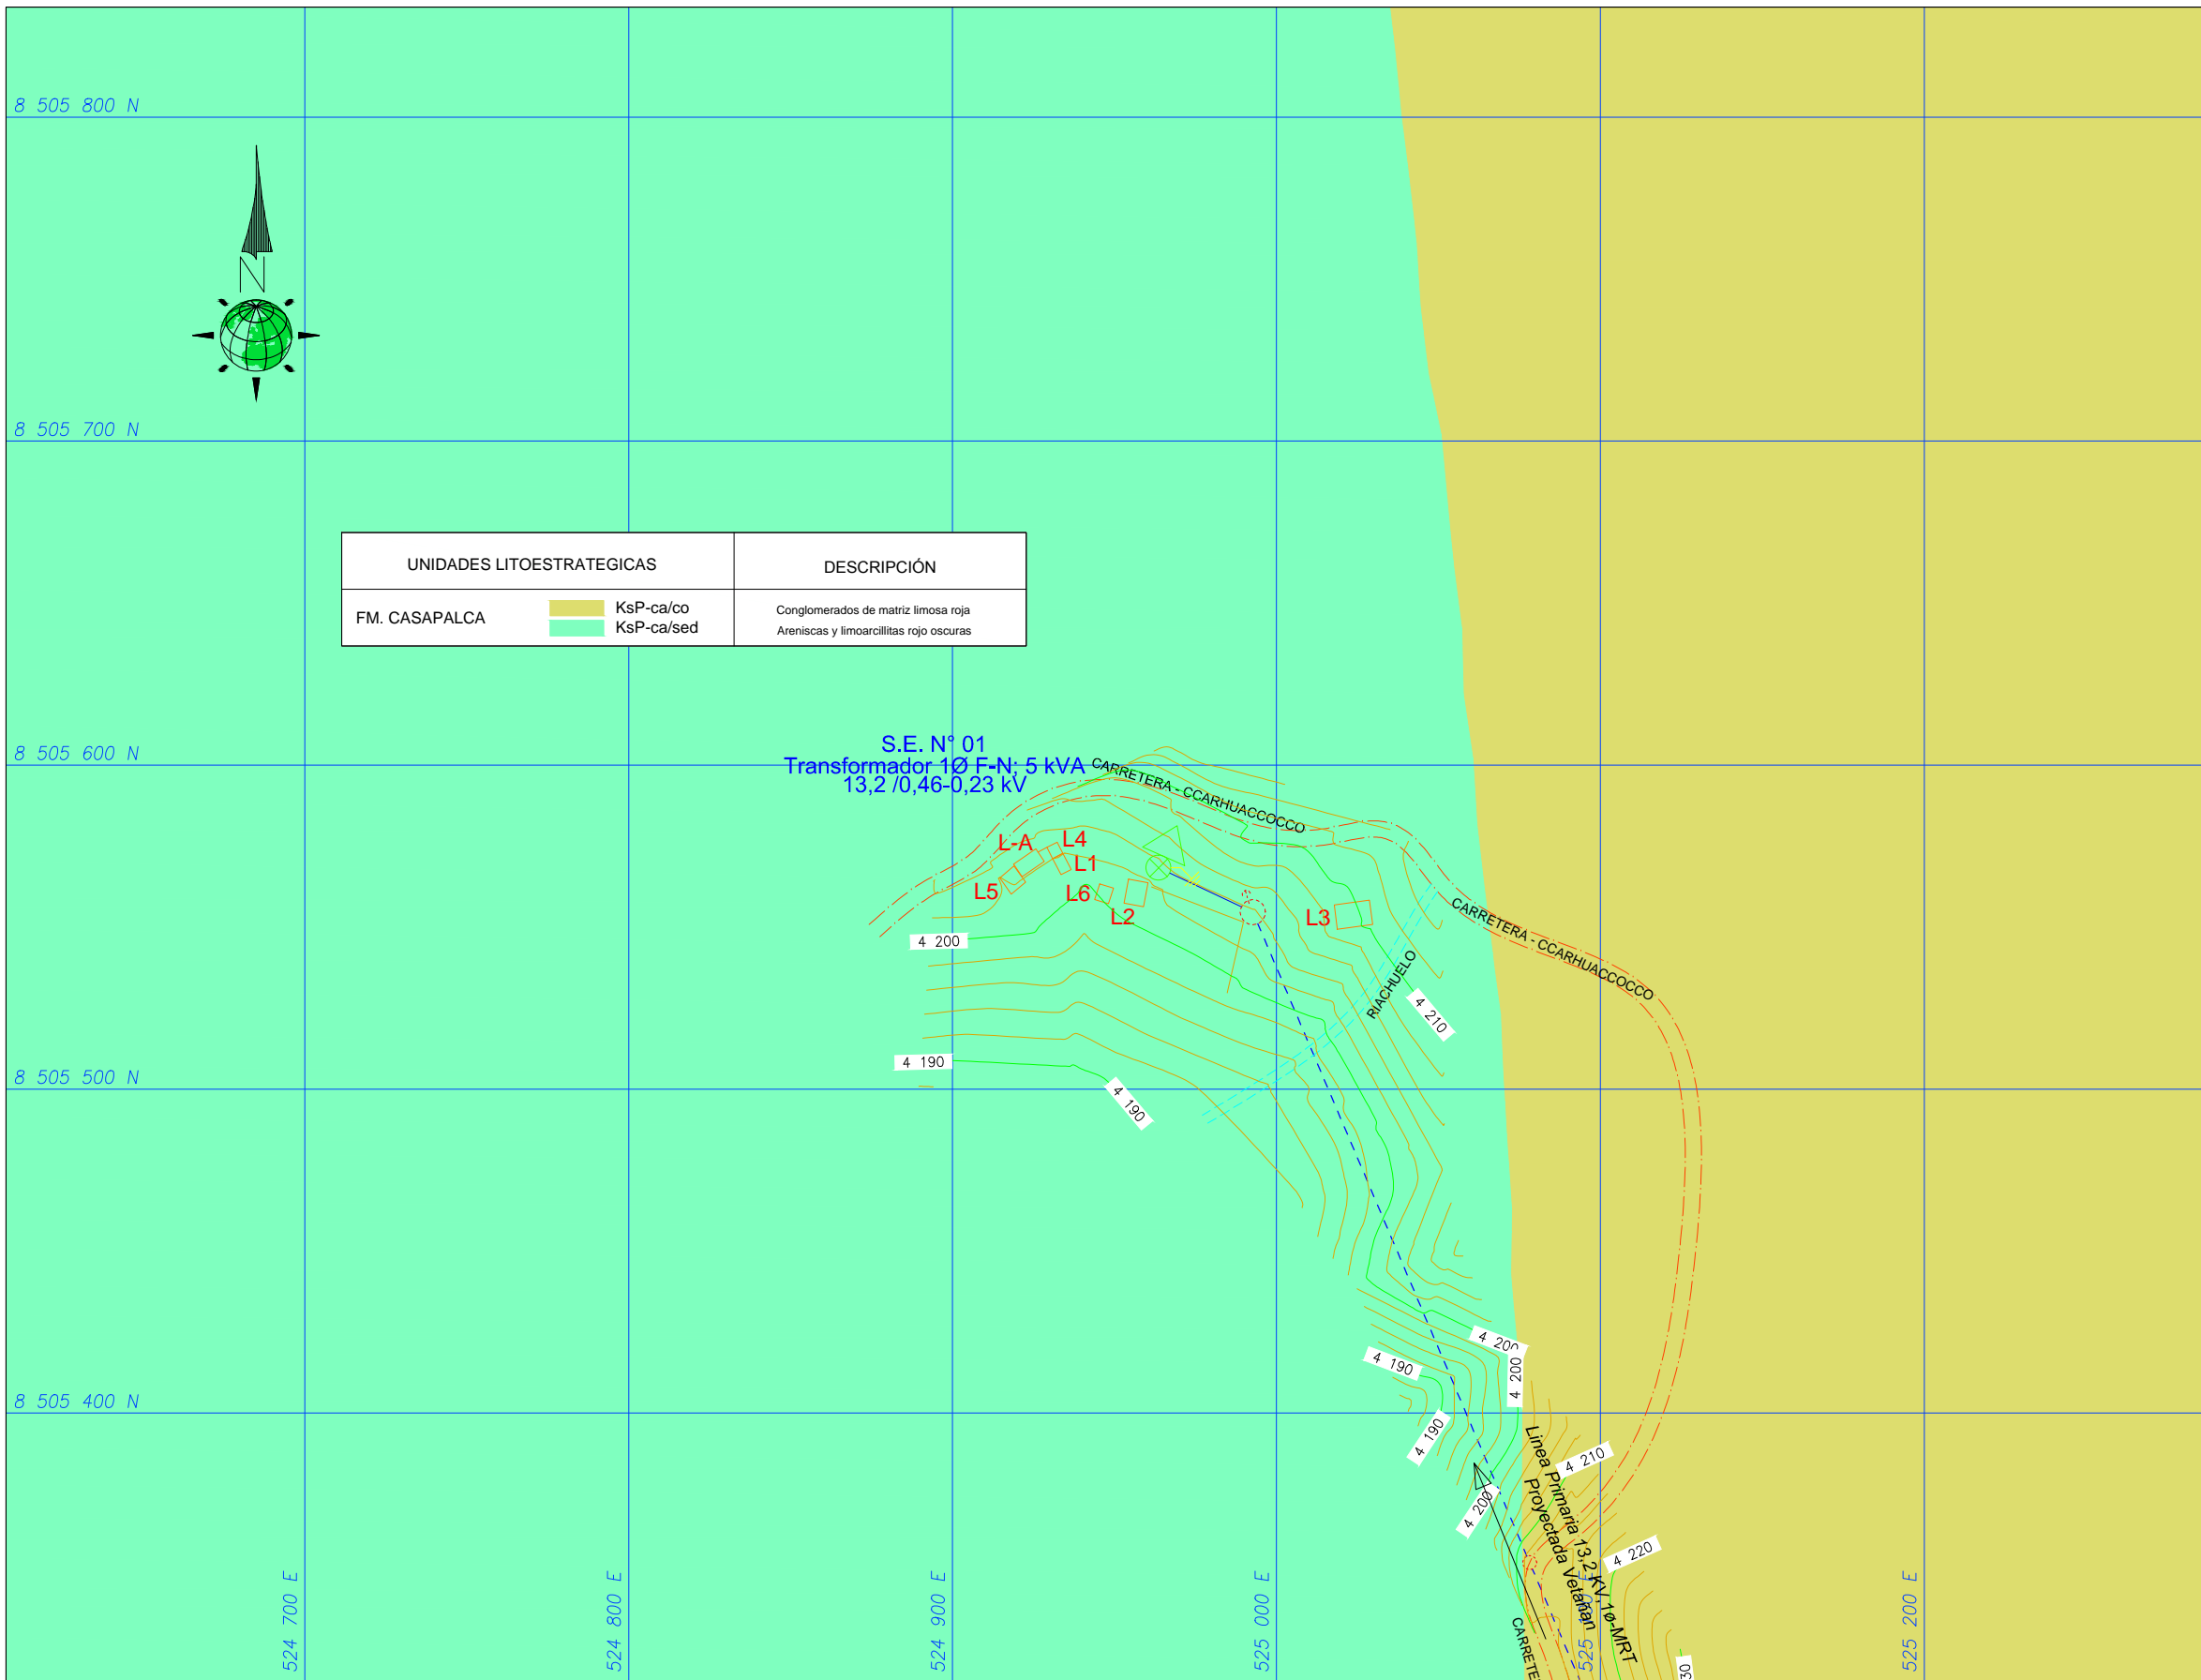 8 505 800 N
N
8 505 700 N
UNIDADES LITOESTRATEGICAS
DESCRIPCIÓN
FM. CASAPALCA
KsP-ca/co
KsP-ca/sed
Conglomerados de matriz limosa roja
Areniscas y limoarcillitas rojo oscuras
8 505 600 N
S.E. N° 01
Transformador 1Ø F-N; 5 kVA
13,2 /0,46-0,23 kV
CARRETERA - CCARHUACCOCCO
L-A
L4
L1
L5
L6
L2
L3
CARRETERA - CCARHUACCOCCO
4 200
RIACHUELO
4 210
4 190
4 190
8 505 500 N
4 200
4 200
4 190
4 190
8 505 400 N
4 210
4 200
4 220
Linea Primaria 13,2 KV, 1ø-MRT
Proyectada Vetañan
CARRETE
30
524 700 E
524 800 E
524 900 E
525 000 E
525 100 E
525 200 E